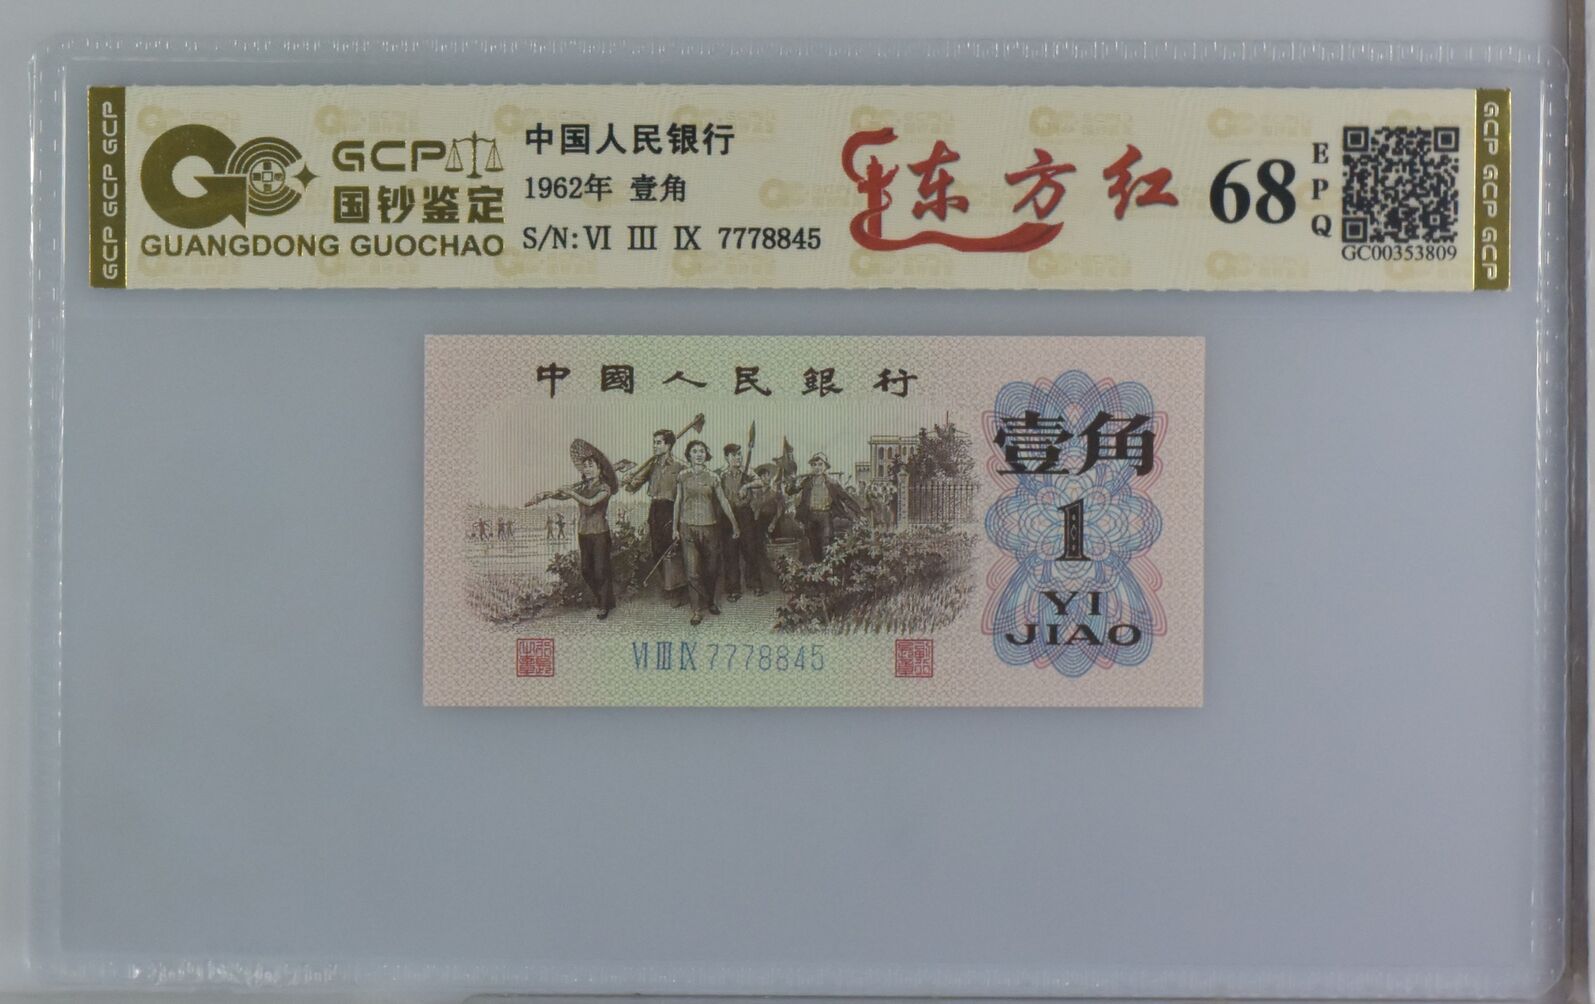 GCP GCP GCP
GCP
国钞鉴定
GUANGDONG GUOCHAO
中国人民银行
1962年 壹角
S/N: VI III IX 7778845
东方红
68
EPQ
GC00353809
GCP GCP GCP
中國人民銀行
壹角
1
YI
JIAO
VI III IX 7778845